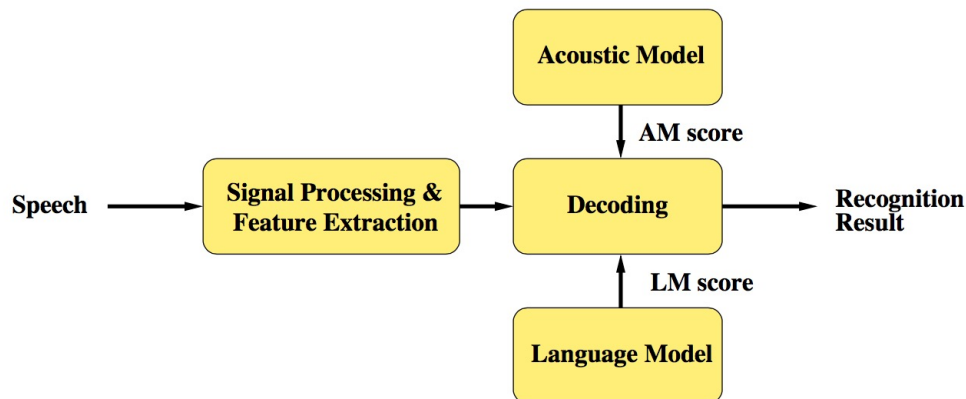 Acoustic Model
AM score
Speech
Signal Processing &
Feature Extraction
Decoding
Recognition
Result
LM score
Language Model